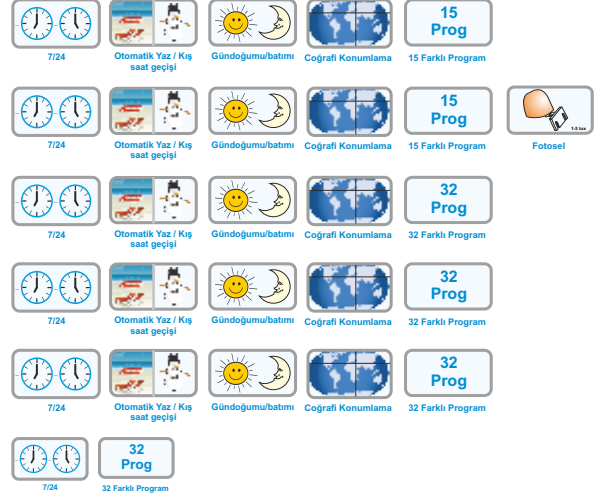 15
Prog
7/24
Otomatik Yaz / Kış
saat geçişi
Gündoğumu/batımı
Coğrafi Konumlama
15 Farklı Program
15
Prog
1-3 lux
7/24
Otomatik Yaz / Kış
saat geçişi
Gündoğumu/batımı
Coğrafi Konumlama
15 Farklı Program
Fotosel
32
Prog
7/24
Otomatik Yaz / Kış
saat geçişi
Gündoğumu/batımı
Coğrafi Konumlama
32 Farklı Program
32
Prog
7/24
Otomatik Yaz / Kış
saat geçişi
Gündoğumu/batımı
Coğrafi Konumlama
32 Farklı Program
32
Prog
7/24
Otomatik Yaz / Kış
saat geçişi
Gündoğumu/batımı
Coğrafi Konumlama
32 Farklı Program
32
Prog
7/24
32 Farklı Program